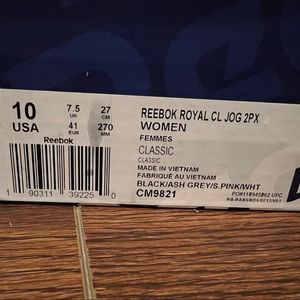 10
USA
7.5
UK
27
CM
41
EUR
270
MM
Reebok
1 90311 39225 0
REEBOK ROYAL CL JOG 2PX
WOMEN
FEMMES
CLASSIC
CLASSIC
MADE IN VIETNAM
FABRIQUÉ AU VIETNAM
BLACK/ASH GREY/S.PINK/WHT
CM9821